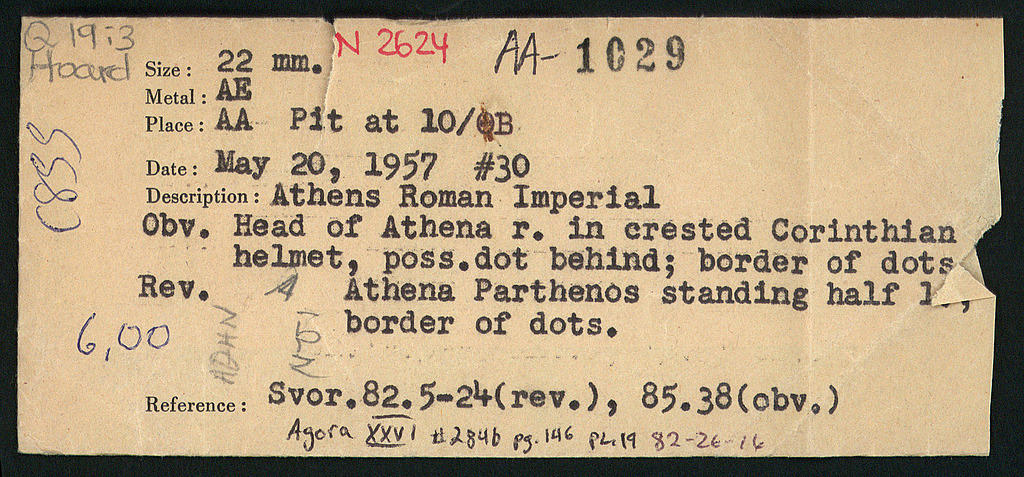 Q 19:3
Hoard
N 2624
AA- 1029
Size: 22 mm.
Metal: AE
Place: AA Pit at 10/ B
Date: May 20, 1957 #30
Description: Athens Roman Imperial
Obv. Head of Athena r. in crested Corinthian
helmet, poss.dot behind; border of dots
Rev. Athena Parthenos standing half
border of dots.
6,00
Reference: Svor.82.5-24(rev.), 85.38(obv.)
Agora XXVI #284b pg.146 PL.19 82-26-16